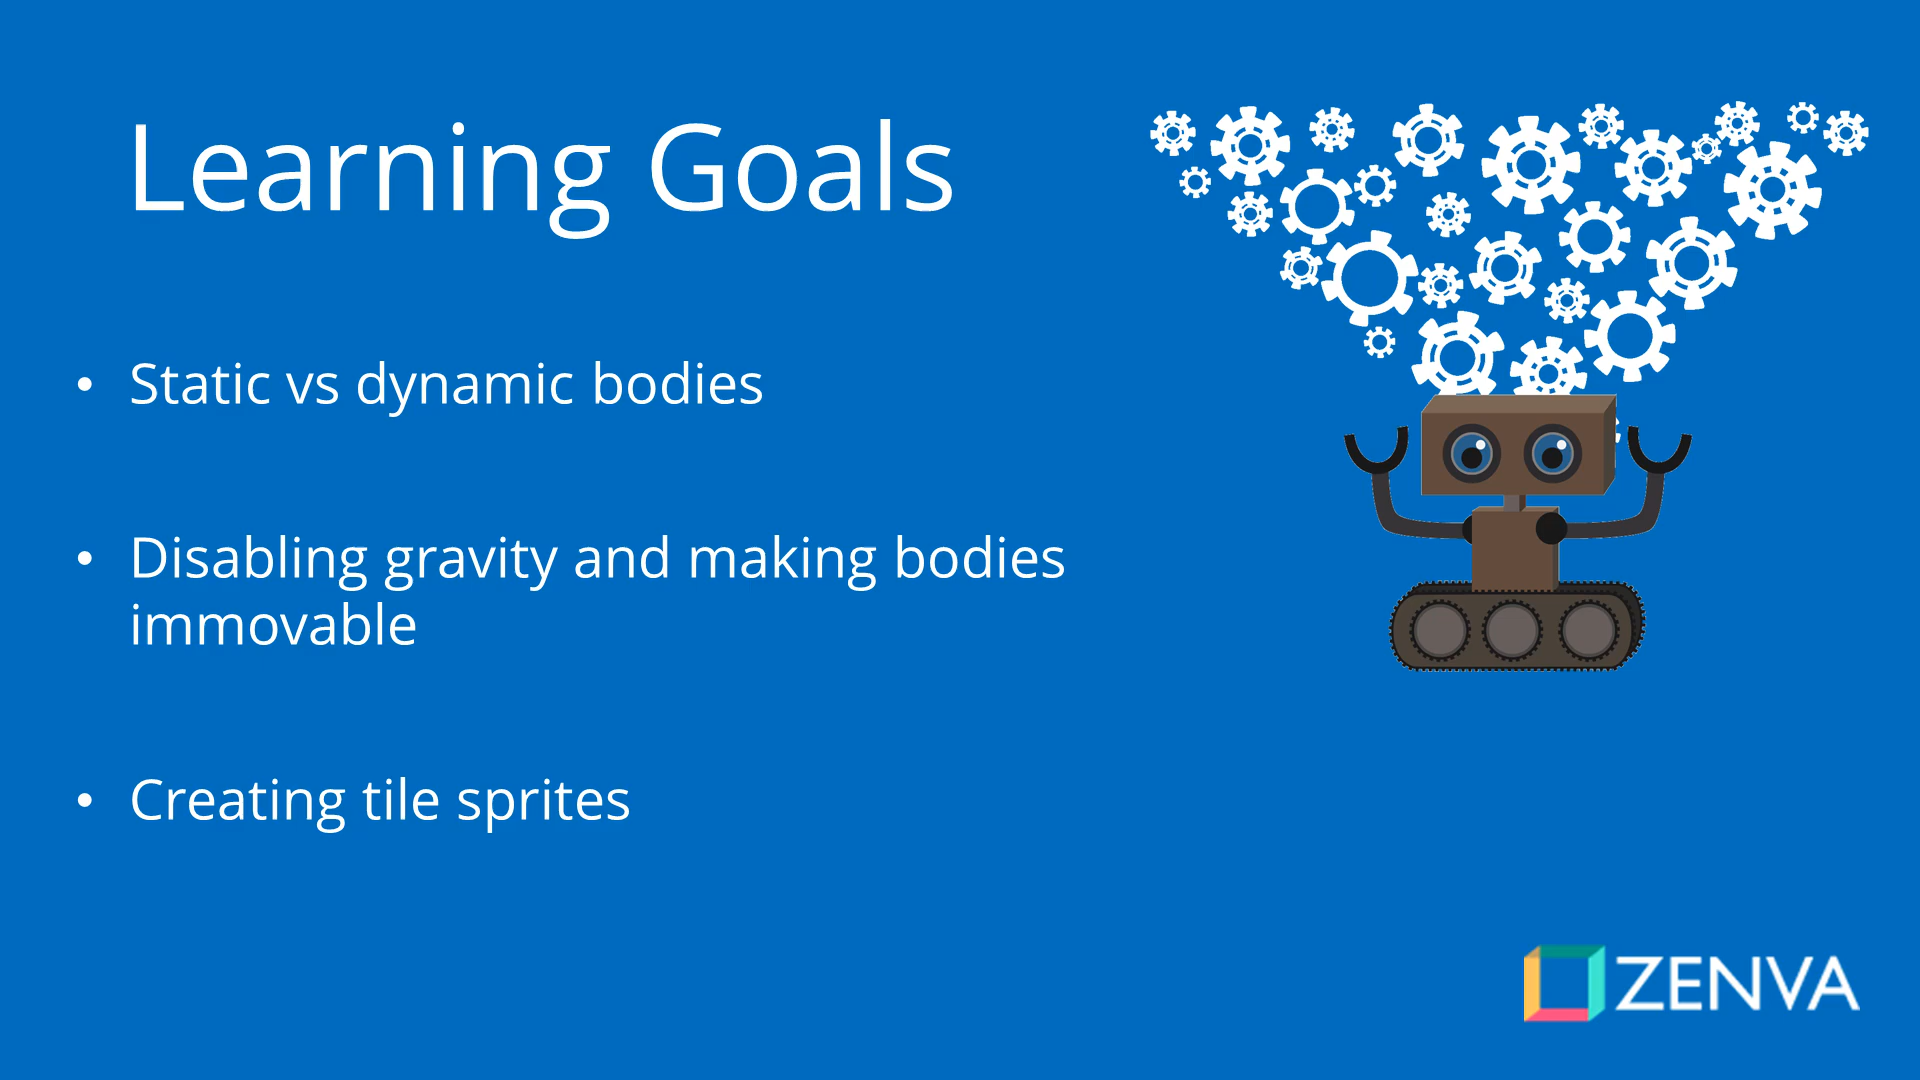 Learning Goals
• Static vs dynamic bodies
• Disabling gravity and making bodies
immovable
• Creating tile sprites
ZENVA